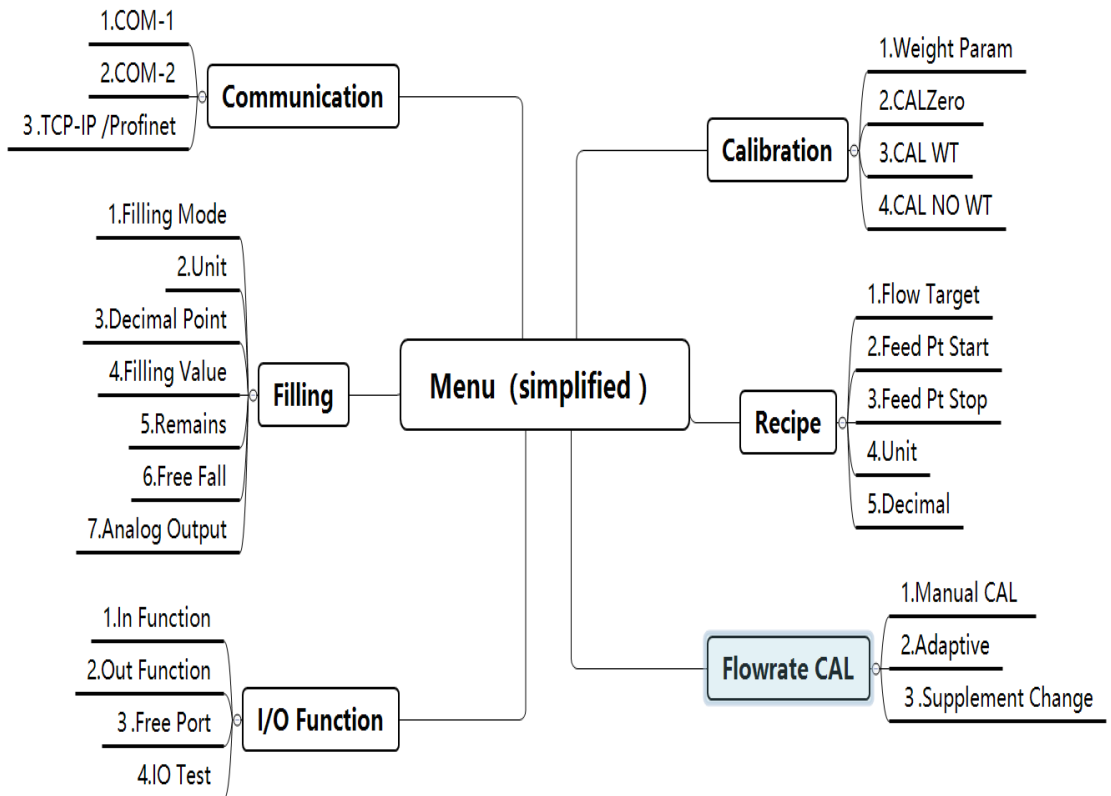 Menu (simplified )
Communication
1.COM-1
2.COM-2
3.TCP-IP /Profinet
Filling
1.Filling Mode
2.Unit
3.Decimal Point
4.Filling Value
5.Remains
6.Free Fall
7.Analog Output
I/O Function
1.In Function
2.Out Function
3.Free Port
4.IO Test
Calibration
1.Weight Param
2.CALZero
3.CAL WT
4.CAL NO WT
Recipe
1.Flow Target
2.Feed Pt Start
3.Feed Pt Stop
4.Unit
5.Decimal
Flowrate CAL
1.Manual CAL
2.Adaptive
3.Supplement Change